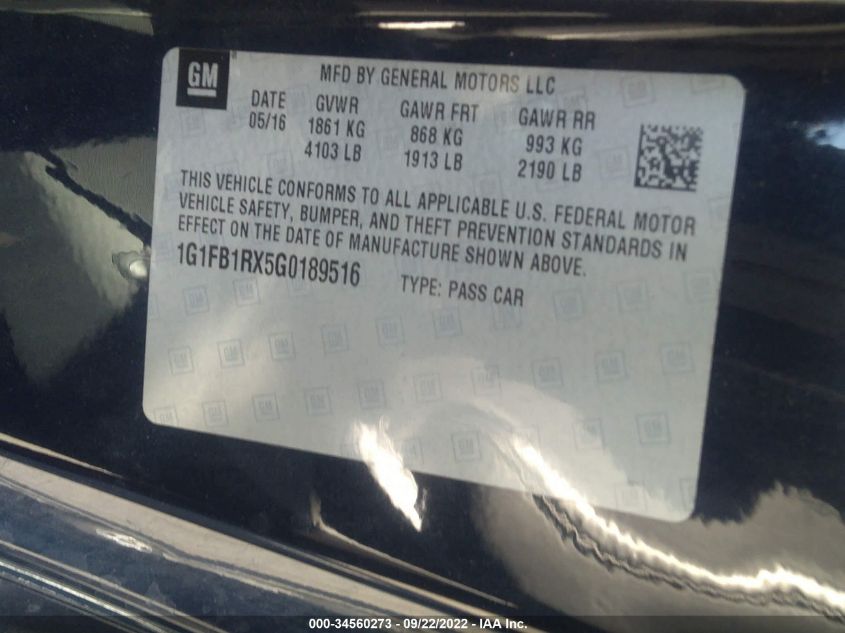 GM
MFD BY GENERAL MOTORS LLC
DATE GVWR GAWR FRT GAWR RR
05/16 1861 KG 868 KG 993 KG
4103 LB 1913 LB 2190 LB
THIS VEHICLE CONFORMS TO ALL APPLICABLE U.S. FEDERAL MOTOR
VEHICLE SAFETY, BUMPER, AND THEFT PREVENTION STANDARDS IN
EFFECT ON THE DATE OF MANUFACTURE SHOWN ABOVE.
1G1FB1RX5G0189516 TYPE: PASS CAR
000-34560273 - 09/22/2022 - IAA Inc.